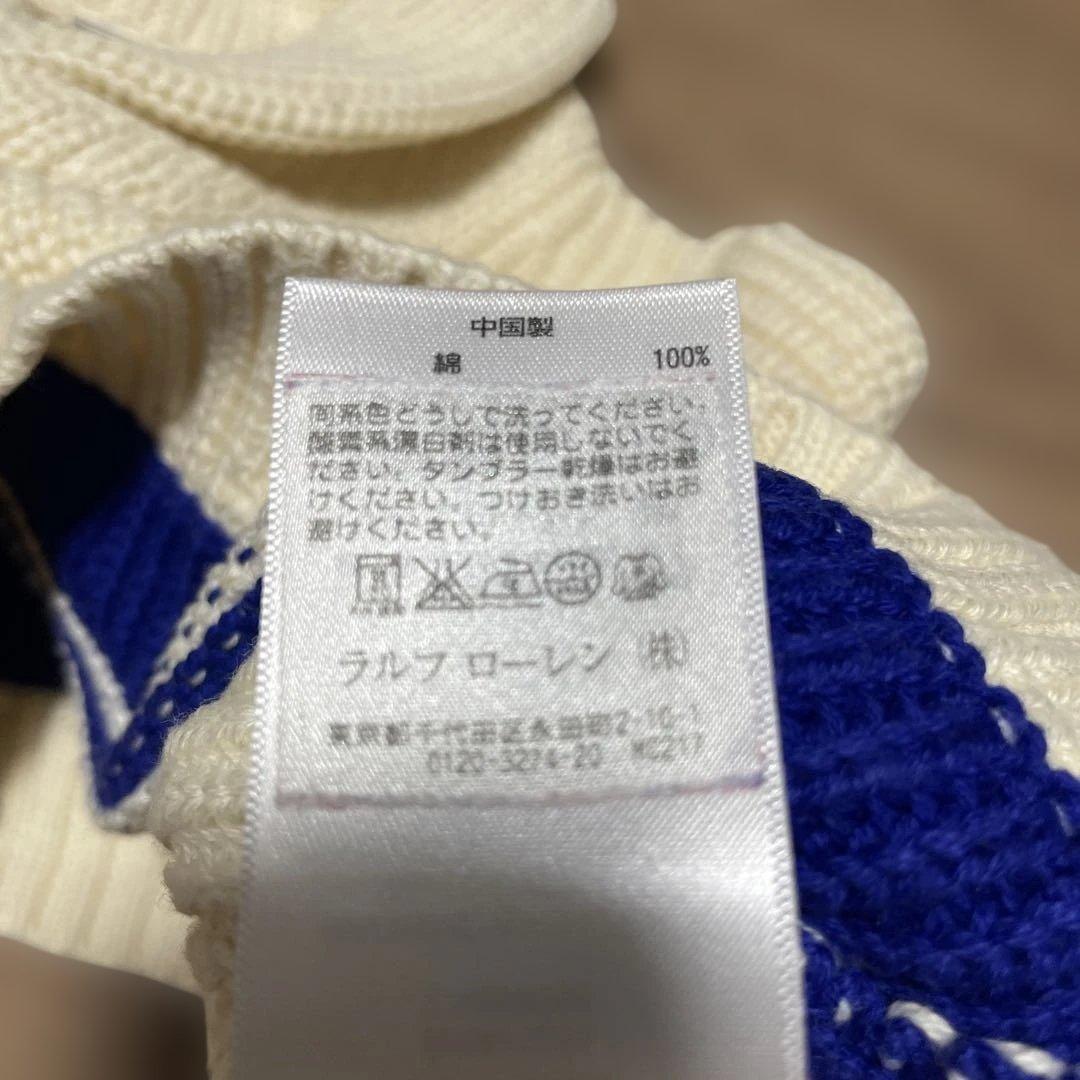 中国製
綿 100%
同系色どうしで洗ってください。
酸素系漂白剤は使用しないでく
ださい。タンブラー乾燥はお避
けください。つけおき洗いはお
避けください。
ラルフ ローレン (株)
東京都千代田区永田町2-10-1
0120-3274-20